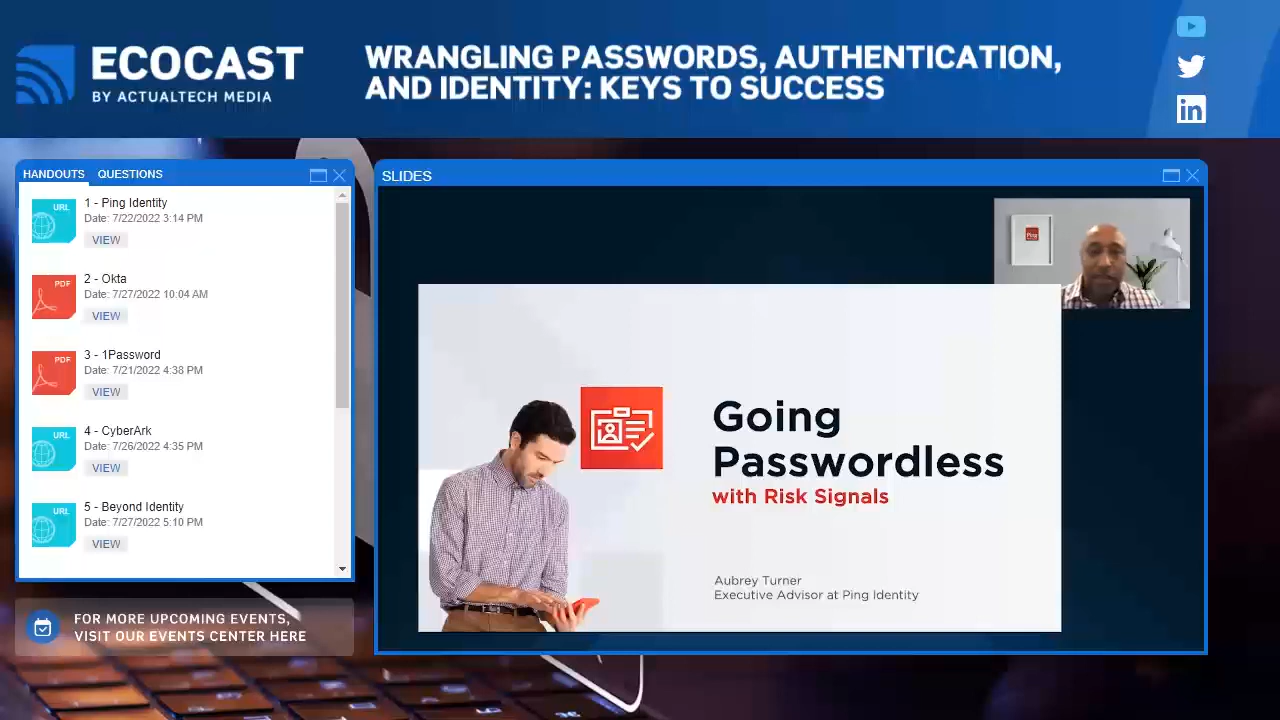 ECOCAST
BY ACTUALTECH MEDIA
WRANGLING PASSWORDS, AUTHENTICATION,
AND IDENTITY: KEYS TO SUCCESS
in
HANDOUTS QUESTIONS
URL
1 - Ping Identity
Date: 7/22/2022 3:14 PM
VIEW
PDF
2 - Okta
Date: 7/27/2022 10:04 AM
VIEW
PDF
3 - 1Password
Date: 7/21/2022 4:38 PM
VIEW
URL
4 - CyberArk
Date: 7/26/2022 4:35 PM
VIEW
URL
5 - Beyond Identity
Date: 7/27/2022 5:10 PM
VIEW
FOR MORE UPCOMING EVENTS,
VISIT OUR EVENTS CENTER HERE
SLIDES
Ping
Going
Passwordless
with Risk Signals
Aubrey Turner
Executive Advisor at Ping Identity